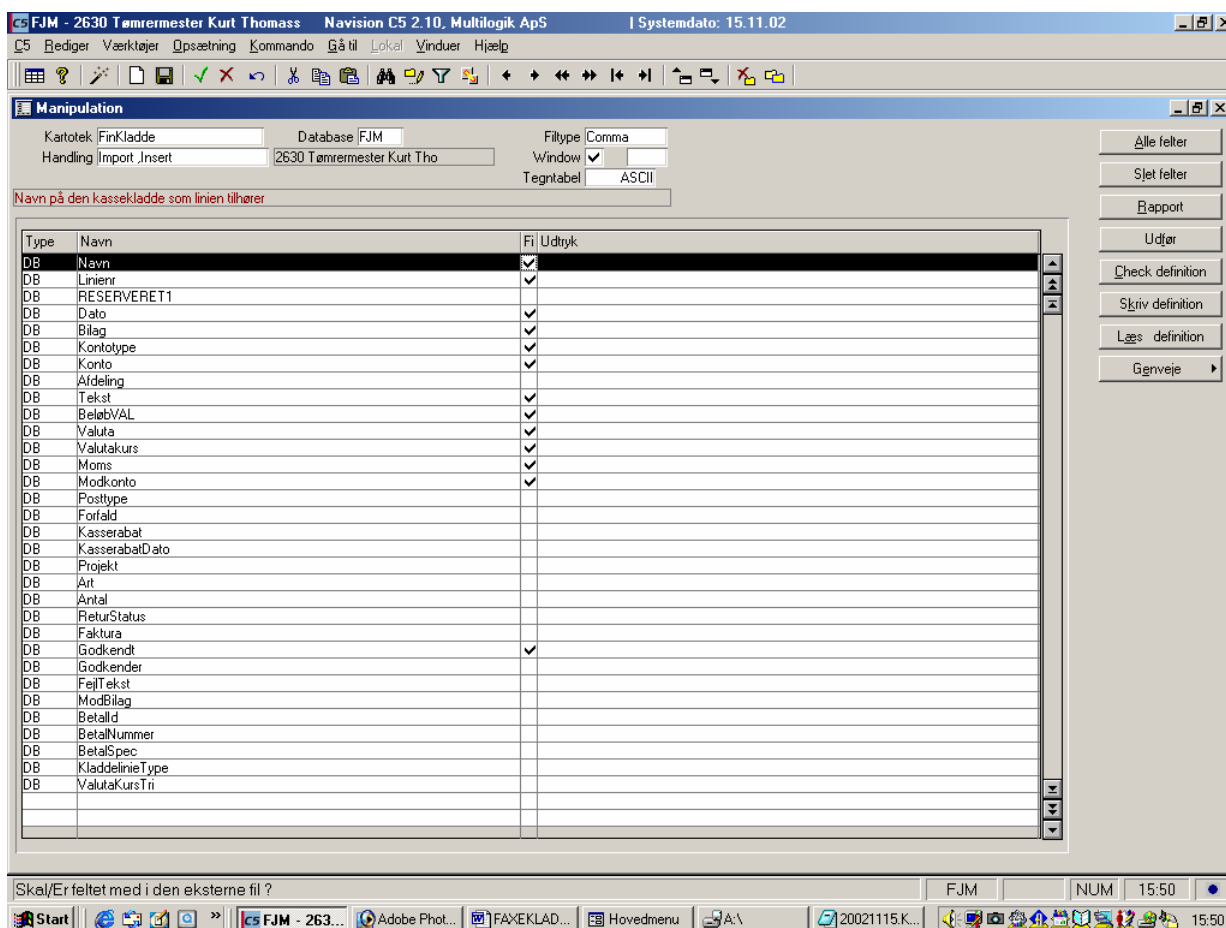 FJM - 2630 Tømrermester Kurt Thomass Navision C5 2.10, Multilogik ApS | Systemdato: 15.11.02
C5 Rediger Værktøjer Opsætning Kommando Gå til Lokal Vinduer Hjælp
Manipulation
Kartotek FinKladde Database FJM Filtype Comma
Handling Import ,Insert 2630 Tømrermester Kurt Tho Window
Tegntabel ASCII
Navn på den kassekladde som linien tilhører
Alle felter
Slet felter
Rapport
Udfør
Check definition
Skriv definition
Læs definition
Genveje
Type Navn Fi Udtryk
DB Navn
DB Linienr
DB RESERVERET1
DB Dato
DB Bilag
DB Kontotype
DB Konto
DB Afdeling
DB Tekst
DB BeløbVAL
DB Valuta
DB Valutakurs
DB Moms
DB Modkonto
DB Posttype
DB Forfald
DB Kasserabat
DB KasserabatDato
DB Projekt
DB Art
DB Antal
DB ReturStatus
DB Faktura
DB Godkendt
DB Godkender
DB FejlTekst
DB ModBilag
DB BetalId
DB BetalNummer
DB BetalSpec
DB KladdelinieType
DB ValutaKursTri
Skal/Er feltet med i den eksterne fil ? FJM NUM 15:50
Start » C5 FJM - 263... Adobe Phot... FAXEKLAD... Hovedmenu A:\ 20021115.K... 15:50